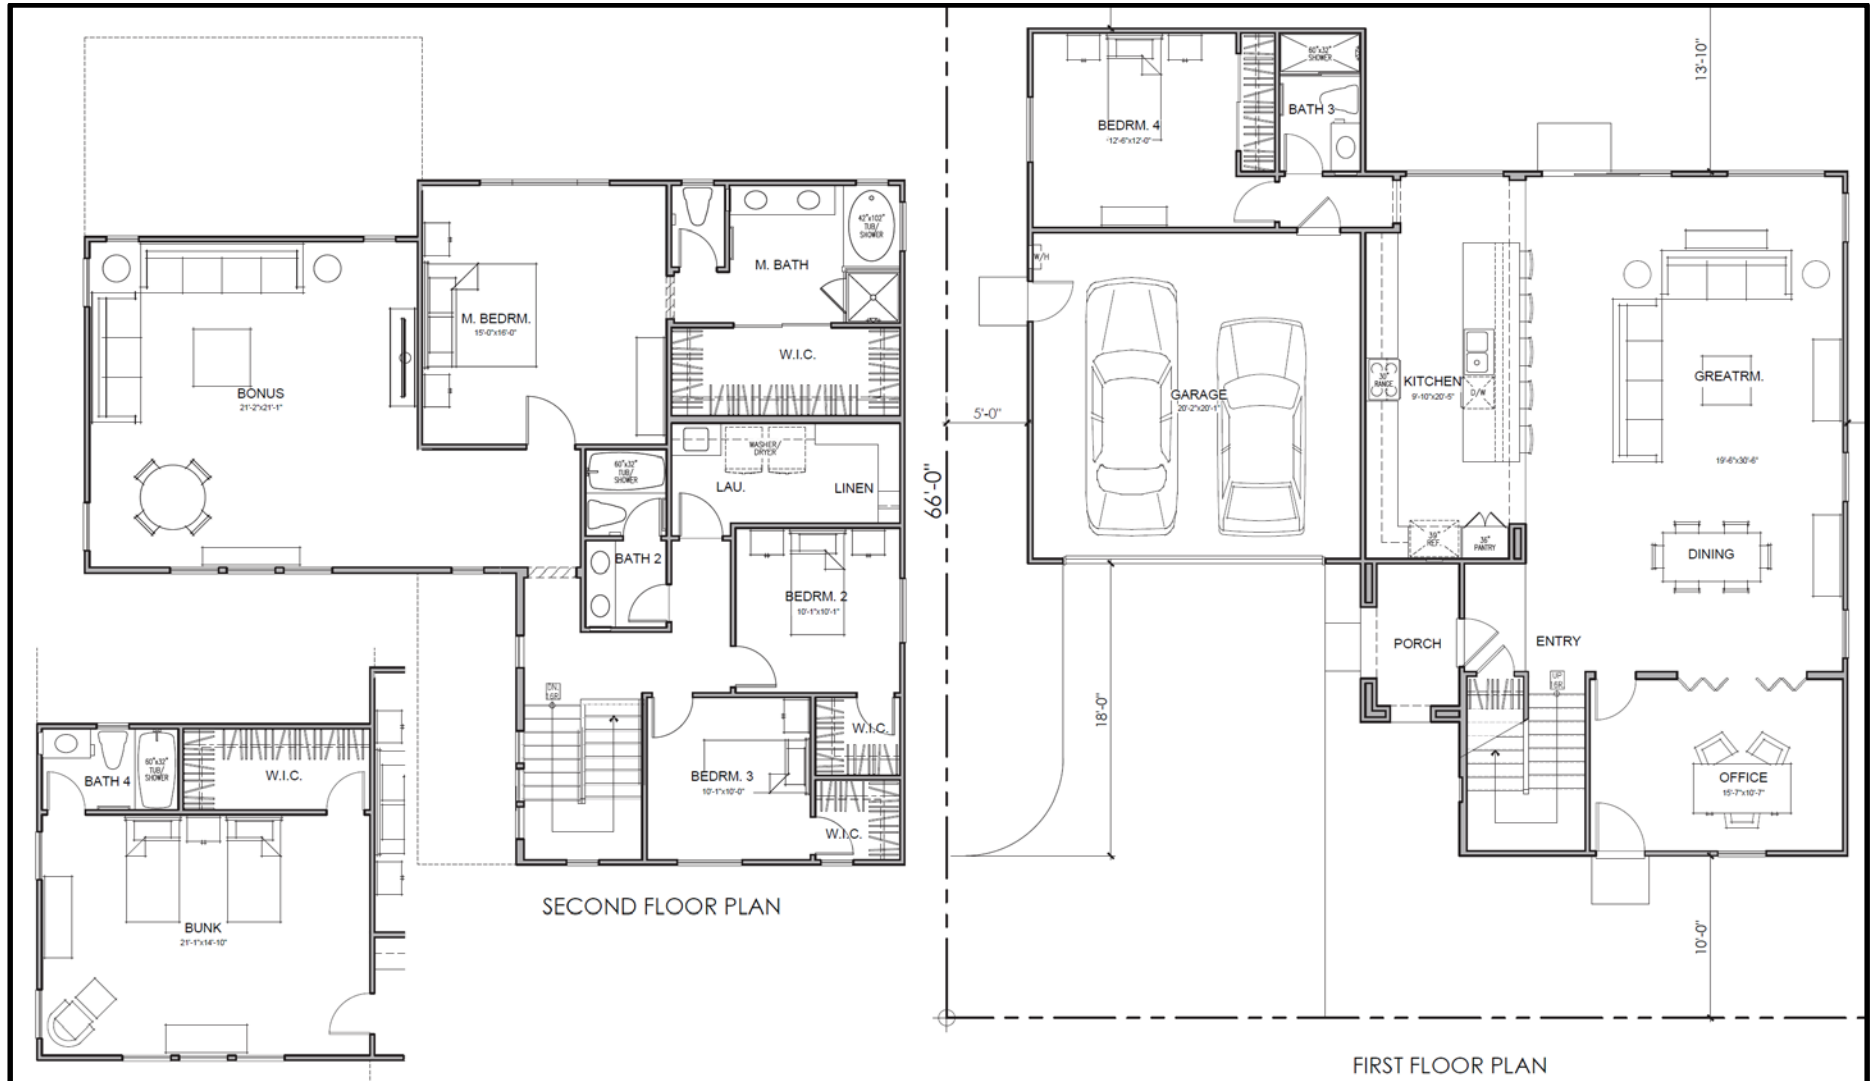 BONUS
21'-2"x21'-1"
M. BEDRM.
15'-0"x16'-0"
M. BATH
42"x102"
TUB/
SHOWER
W.I.C.
60"x32"
TUB/
SHOWER
WASHER/
DRYER
LAU.
LINEN
BATH 2
BEDRM. 2
10'-1"x10'-1"
DN.
16R
BEDRM. 3
10'-1"x10'-0"
W.I.C.
W.I.C.
SECOND FLOOR PLAN
BATH 4
60"x32"
TUB/
SHOWER
W.I.C.
BUNK
21'-1"x14'-10"
66'-0"
5'-0"
18'-0"
13'-10"
10'-0"
BEDRM. 4
12'-6"x12'-0"
60"x32"
SHOWER
BATH 3
W/H
GARAGE
20'-2"x20'-1"
30"
RANGE
KITCHEN
9'-10"x20'-5"
D/W
39"
REF.
36"
PANTRY
GREATRM.
19'-6"x30'-6"
DINING
PORCH
ENTRY
UP
16R
OFFICE
15'-7"x10'-7"
FIRST FLOOR PLAN